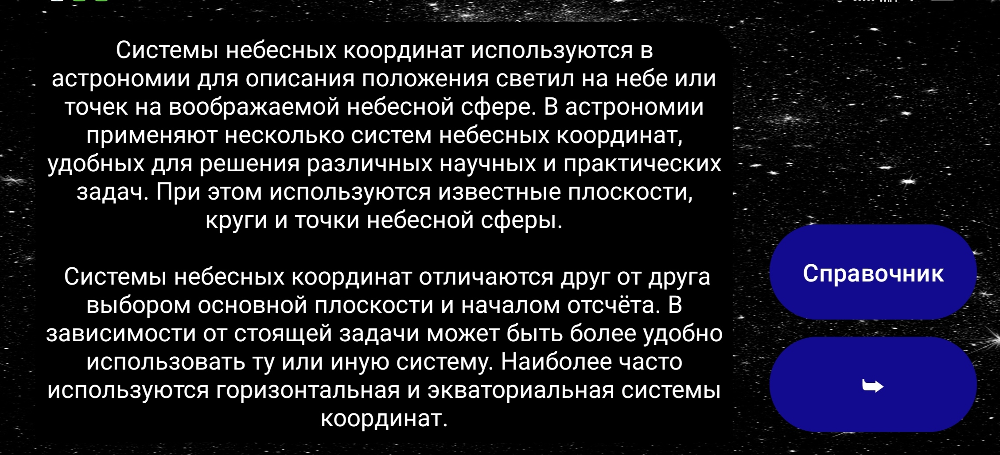 Системы небесных координат используются в
астрономии для описания положения светил на небе или
точек на воображаемой небесной сфере. В астрономии
применяют несколько систем небесных координат,
удобных для решения различных научных и практических
задач. При этом используются известные плоскости,
круги и точки небесной сферы.
Системы небесных координат отличаются друг от друга
выбором основной плоскости и началом отсчёта. В
зависимости от стоящей задачи может быть более удобно
использовать ту или иную систему. Наиболее часто
используются горизонтальная и экваториальная системы
координат.
Справочник